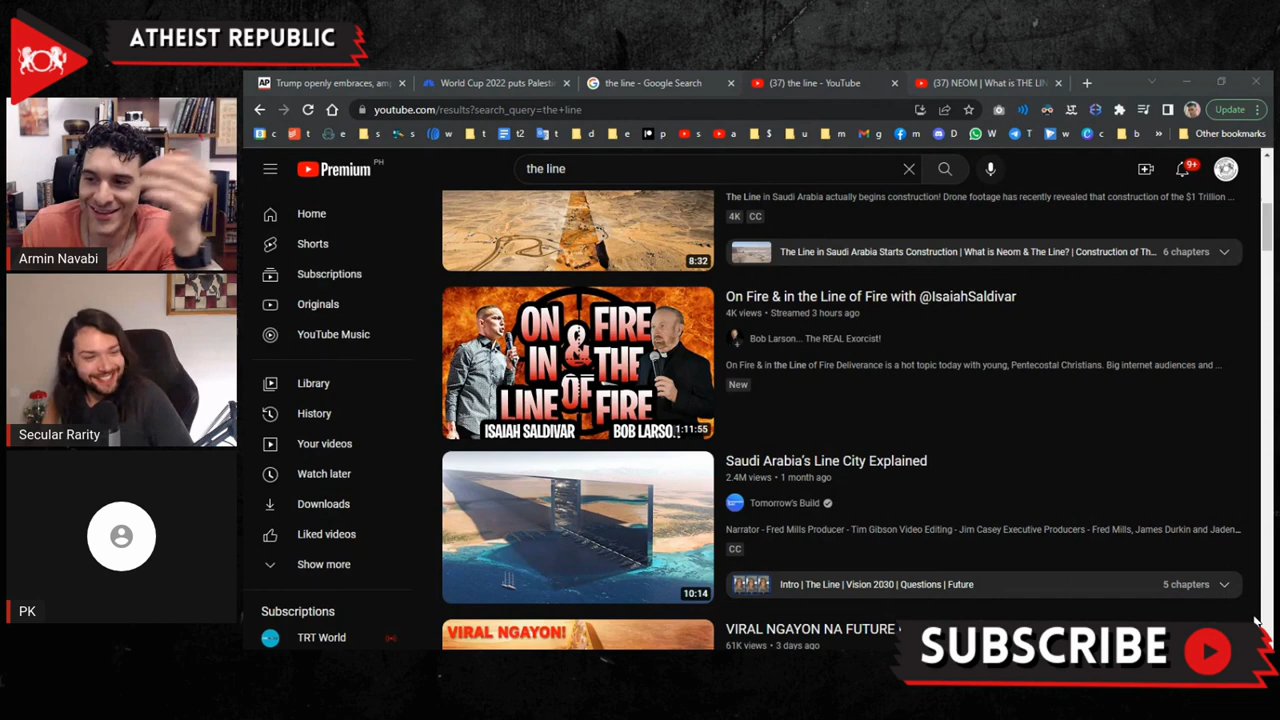 ATHEIST REPUBLIC
Trump openly embraces, am
World Cup 2022 puts Palesti
the line - Google Search
(37) the line - YouTube
(37) NEOM | What is THE LIN
youtube.com/results?search_query=the+line
Update
Other bookmarks
Premium PH
the line
9+
Armin Navabi
Secular Rarity
PK
Home
Shorts
Subscriptions
Originals
YouTube Music
Library
History
Your videos
Watch later
Downloads
Liked videos
Show more
Subscriptions
TRT World
8:32
The Line in Saudi Arabia actually begins construction! Drone footage has recently revealed that construction of the $1 Trillion ...
4K CC
The Line in Saudi Arabia Starts Construction | What is Neom & The Line? | Construction of Th...
6 chapters
ON FIRE
& IN THE
LINE OF FIRE
ISAIAH SALDIVAR
BOB LARSO
1:11:55
On Fire & in the Line of Fire with @IsaiahSaldivar
4K views • Streamed 3 hours ago
Bob Larson... The REAL Exorcist!
On Fire & in the Line of Fire Deliverance is a hot topic today with young, Pentecostal Christians. Big internet audiences and ...
New
10:14
Saudi Arabia's Line City Explained
2.4M views • 1 month ago
Tomorrow's Build
Narrator - Fred Mills Producer - Tim Gibson Video Editing - Jim Casey Executive Producers - Fred Mills, James Durkin and Jaden...
CC
Intro | The Line | Vision 2030 | Questions | Future
5 chapters
VIRAL NGAYON!
VIRAL NGAYON NA FUTURE
61K views • 3 days ago
SUBSCRIBE